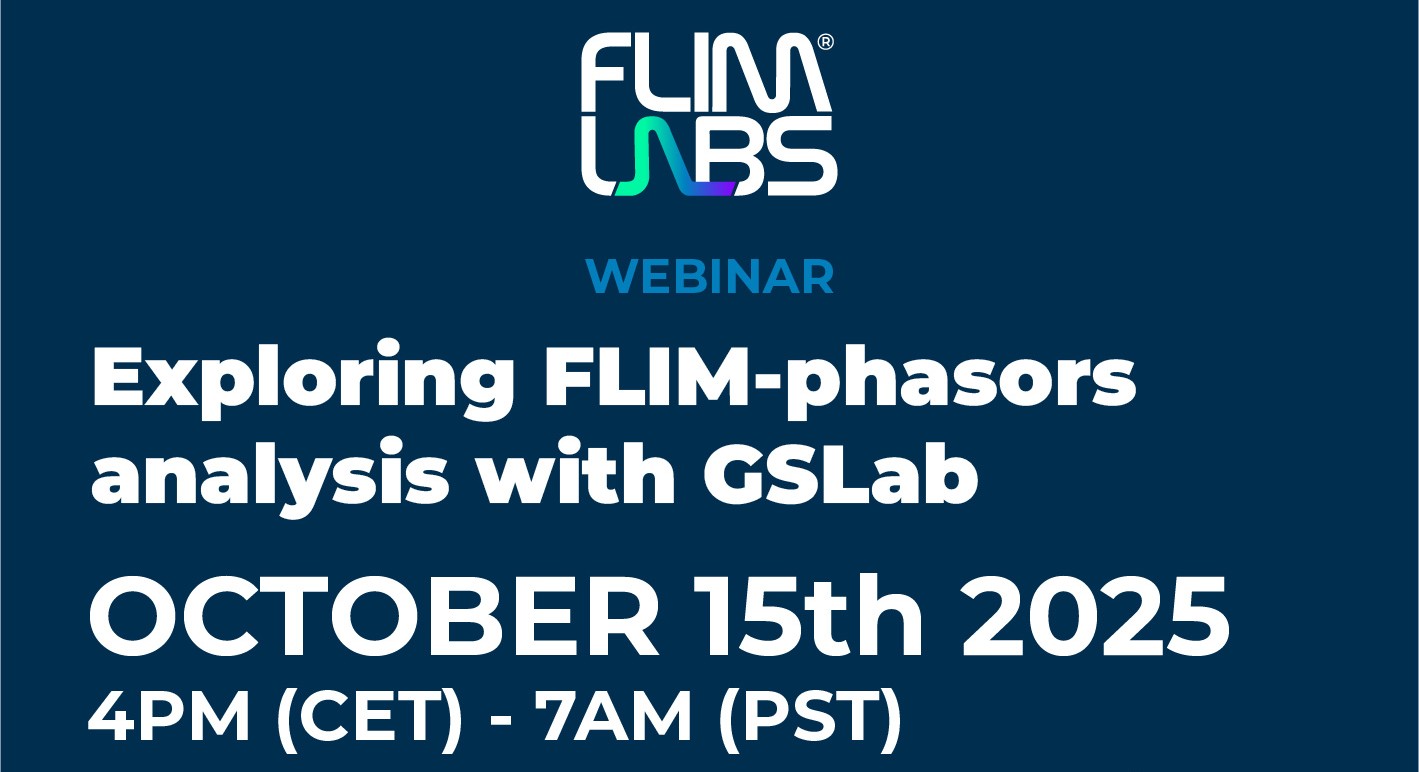 FLIM®
LABS
WEBINAR
Exploring FLIM-phasors
analysis with GSLab
OCTOBER 15th 2025
4PM (CET) - 7AM (PST)